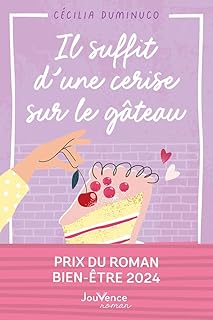 CÉCILIA DUMINUCO
Il suffit
d'une cerise
sur le gâteau
PRIX DU ROMAN
BIEN-ÊTRE 2024
JOUVENCE
roman